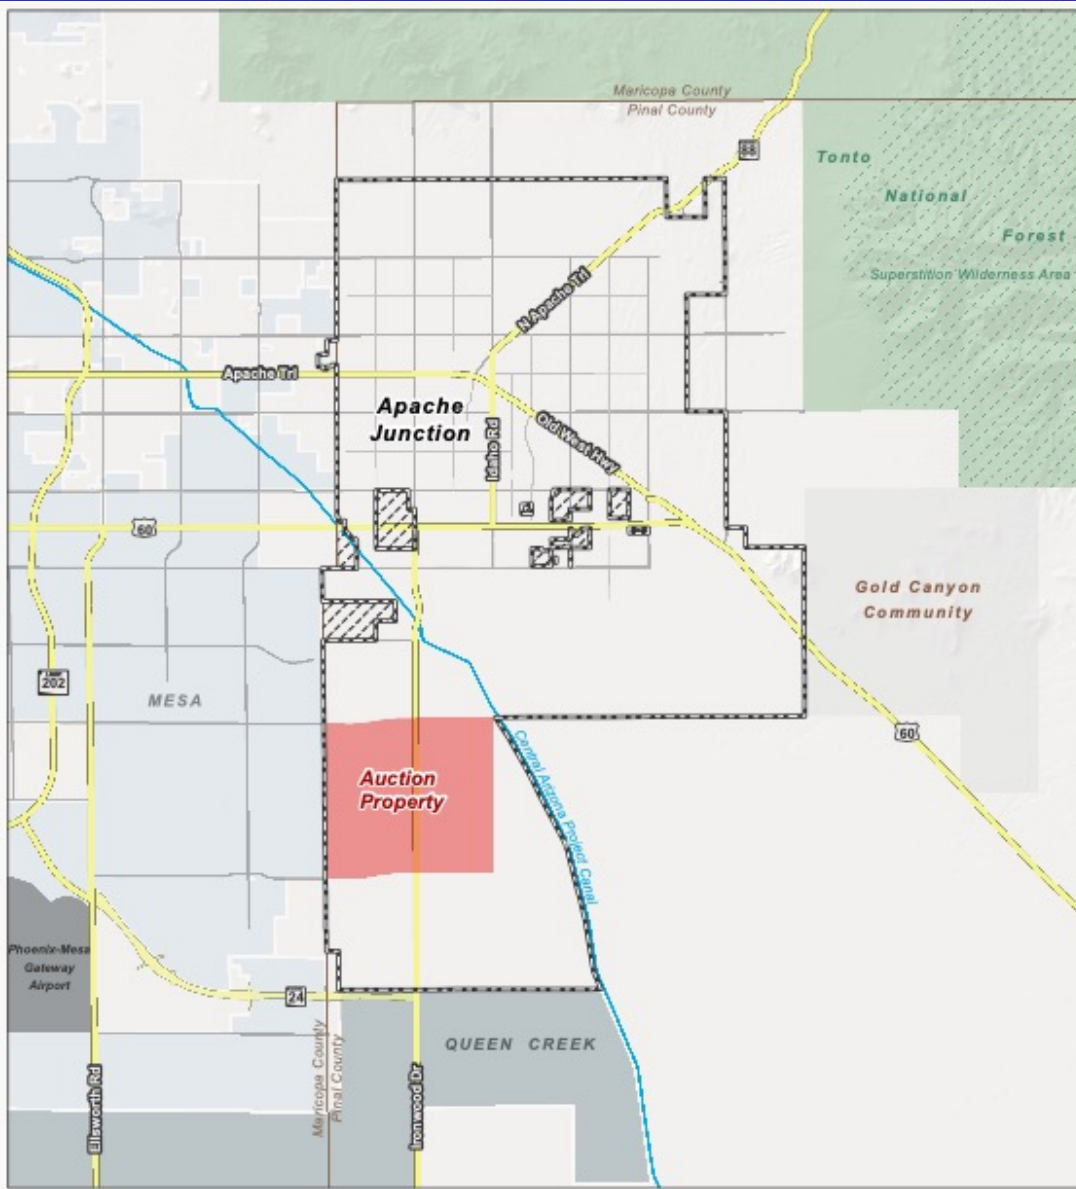 Maricopa County
Pinal County
88
Tonto
National
Forest
Superstition Wilderness Area
N Apache Trl
Apache Trl
Apache
Junction
Idaho Rd
Old West Hwy
60
Gold Canyon
Community
202
MESA
60
Central Arizona Project Canal
Auction
Property
Phoenix-Mesa
Gateway
Airport
24
QUEEN CREEK
Maricopa County
Pinal County
Ellsworth Rd
Ironwood Dr